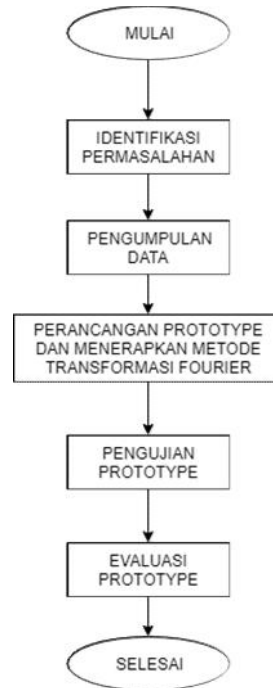 MULAI
IDENTIFIKASI
PERMASALAHAN
PENGUMPULAN
DATA
PERANCANGAN PROTOTYPE
DAN MENERAPKAN METODE
TRANSFORMASI FOURIER
PENGUJIAN
PROTOTYPE
EVALUASI
PROTOTYPE
SELESAI